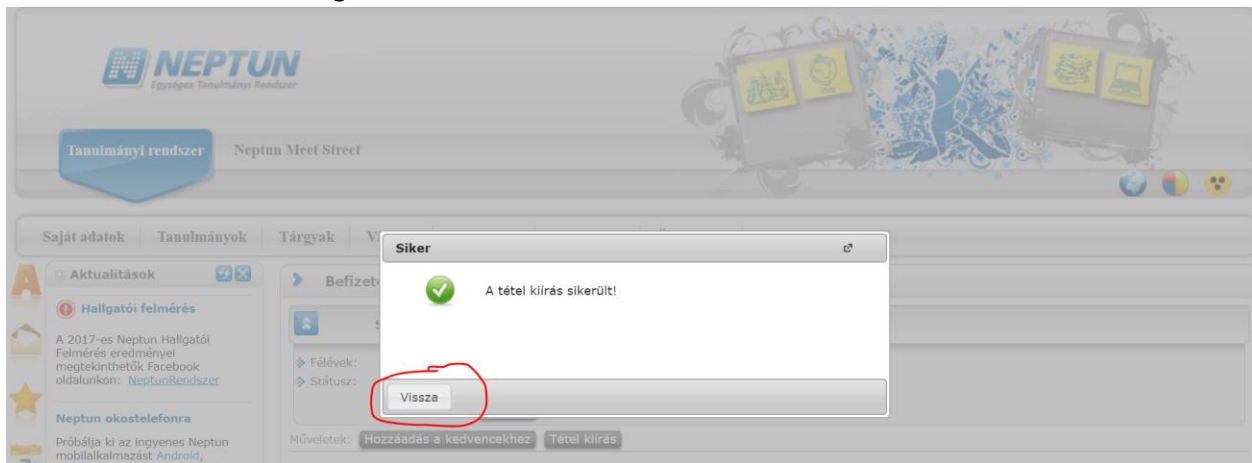 NEPTUN
Egységes Tanulmányi Rendszer
Tanulmányi rendszer
Neptun Meet Street
Saját adatok
Tanulmányok
Tárgyak
Siker
A tétel kiírás sikerült!
Vissza
Aktualitások
Hallgatói felmérés
A 2017-es Neptun Hallgatói
Felmérés eredményei
megtekinthetők Facebook
oldalunkon: NeptunRendszer
Neptun okostelefonra
Próbálja ki az ingyenes Neptun
mobilalkalmazást Android,
Félévek:
Státusz:
Műveletek: Hozzáadás a kedvencekhez Tétel kiírás